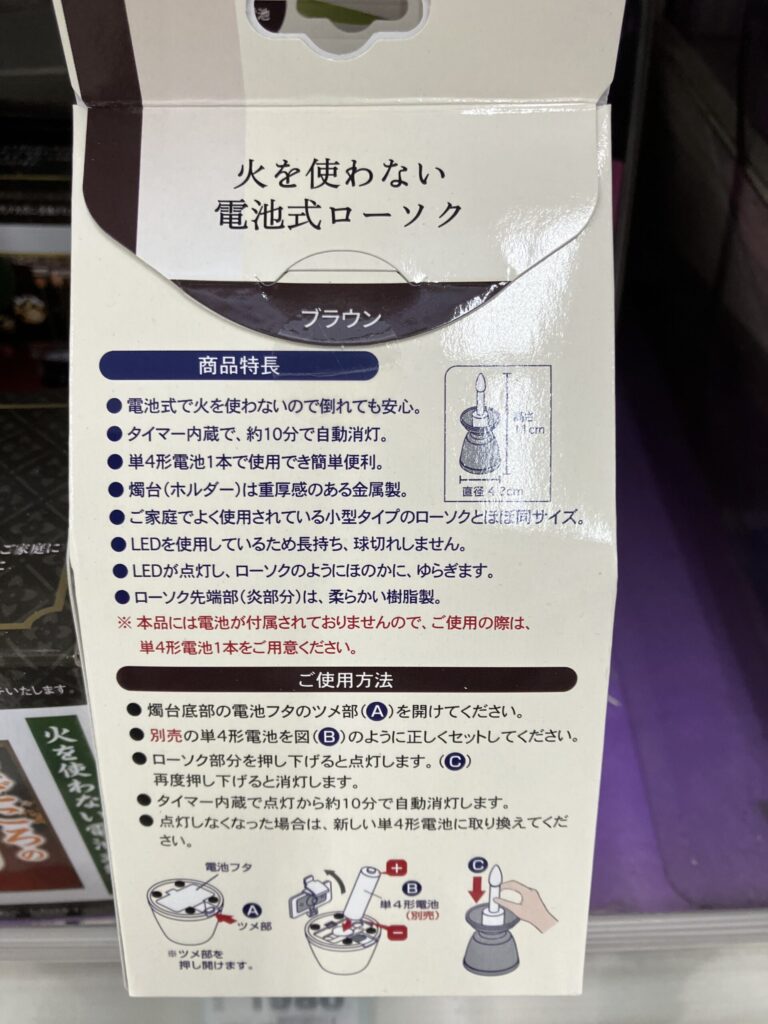 池
火を使わない
電池式ローソク
ブラウン
商品特長
● 電池式で火を使わないので倒れても安心。
● タイマー内蔵で、約10分で自動消灯。
● 単4形電池1本で使用でき簡単便利。
● 燭台(ホルダー)は重厚感のある金属製。
● ご家庭でよく使用されている小型タイプのローソクとほぼ同サイズ。
● LEDを使用しているため長持ち、球切れしません。
● LEDが点灯し、ローソクのようにほのかに、ゆらぎます。
● ローソク先端部(炎部分)は、柔らかい樹脂製。
高さ
11cm
直径4.2cm
※ 本品には電池が付属されておりませんので、ご使用の際は、
単4形電池1本をご用意ください。
ご使用方法
● 燭台底部の電池フタのツメ部(A)を開けてください。
● 別売の単4形電池を図(B)のように正しくセットしてください。
● ローソク部分を押し下げると点灯します。(C)
再度押し下げると消灯します。
● タイマー内蔵で点灯から約10分で自動消灯します。
● 点灯しなくなった場合は、新しい単4形電池に取り換えてくだ
さい。
電池フタ
A
ツメ部
※ツメ部を
押し開けます。
+
B
単4形電池
(別売)
−
C
ご家庭に
いたします。
火を使わない電
ころの